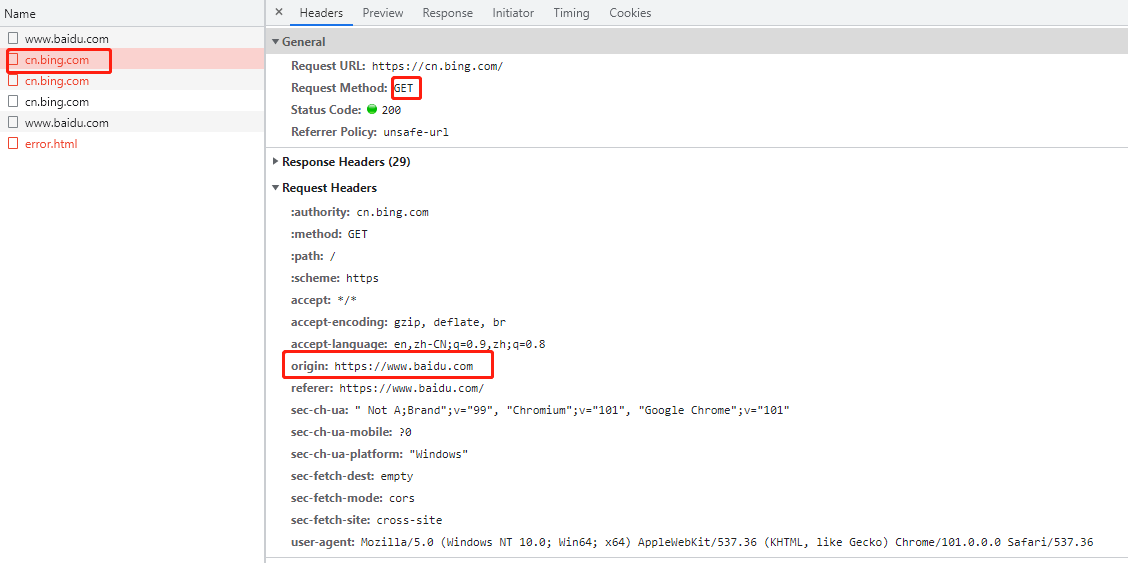 Name
www.baidu.com
cn.bing.com
cn.bing.com
cn.bing.com
www.baidu.com
error.html
× Headers Preview Response Initiator Timing Cookies
General
Request URL: https://cn.bing.com/
Request Method: GET
Status Code: 200
Referrer Policy: unsafe-url
Response Headers (29)
Request Headers
:authority: cn.bing.com
:method: GET
:path: /
:scheme: https
accept: */*
accept-encoding: gzip, deflate, br
accept-language: en,zh-CN;q=0.9,zh;q=0.8
origin: https://www.baidu.com
referer: https://www.baidu.com/
sec-ch-ua: " Not A;Brand";v="99", "Chromium";v="101", "Google Chrome";v="101"
sec-ch-ua-mobile: ?0
sec-ch-ua-platform: "Windows"
sec-fetch-dest: empty
sec-fetch-mode: cors
sec-fetch-site: cross-site
user-agent: Mozilla/5.0 (Windows NT 10.0; Win64; x64) AppleWebKit/537.36 (KHTML, like Gecko) Chrome/101.0.0.0 Safari/537.36